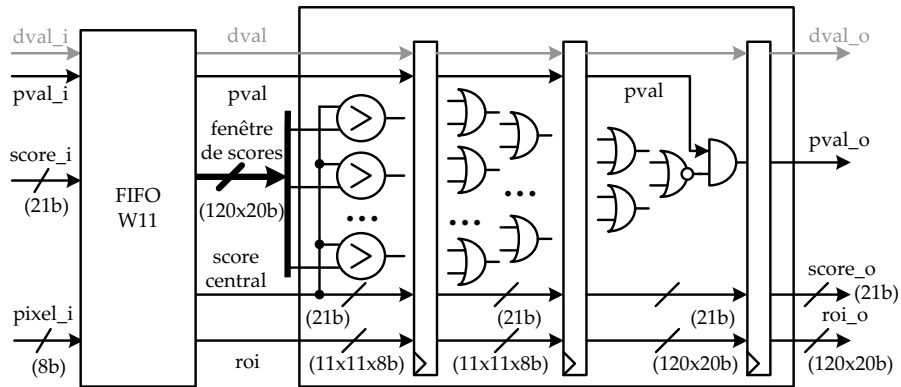 dval_i
dval
dval_o
pval_i
pval
pval
fenêtre
de scores
pval_o
score_i
(21b)
FIFO
W11
(120x20b)
score
central
score_o
(21b)
(21b)
(21b)
(21b)
pixel_i
(8b)
roi
(11x11x8b)
(11x11x8b)
(120x20b)
roi_o
(120x20b)